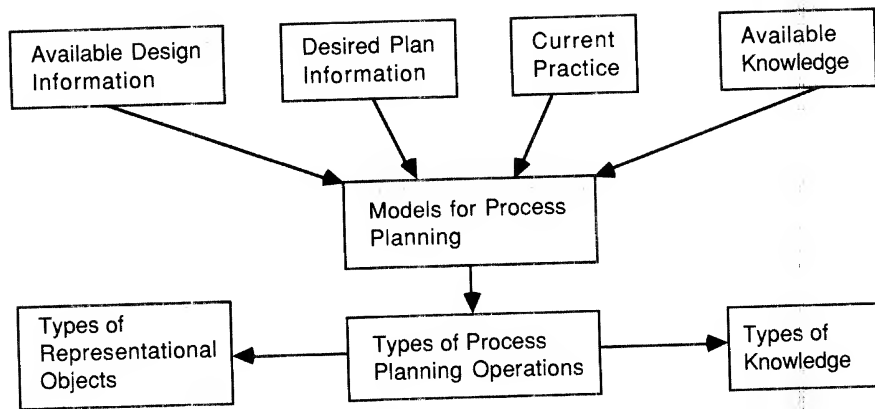 Available Design
Information
Desired Plan
Information
Current
Practice
Available
Knowledge
Models for Process
Planning
Types of
Representational
Objects
Types of Process
Planning Operations
Types of
Knowledge